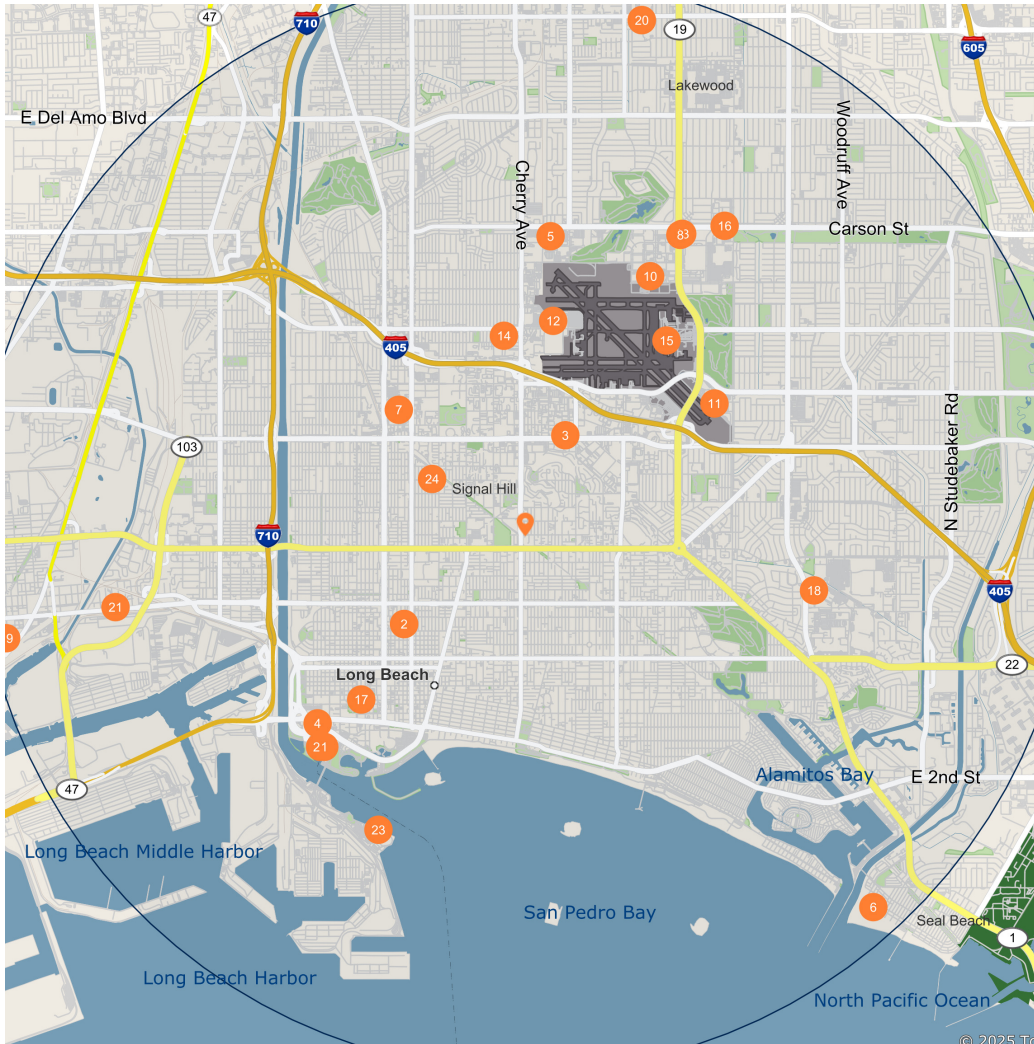 47
710
20
19
605
Lakewood
E Del Amo Blvd
Woodruff Ave
Cherry Ave
5
83
16
Carson St
10
12
14
15
405
7
11
3
103
N Studebaker Rd
24
Signal Hill
710
18
405
21
2
9
22
Long Beach
17
4
21
Alamitos Bay
E 2nd St
47
23
Long Beach Middle Harbor
6
San Pedro Bay
Seal Beach
1
Long Beach Harbor
North Pacific Ocean